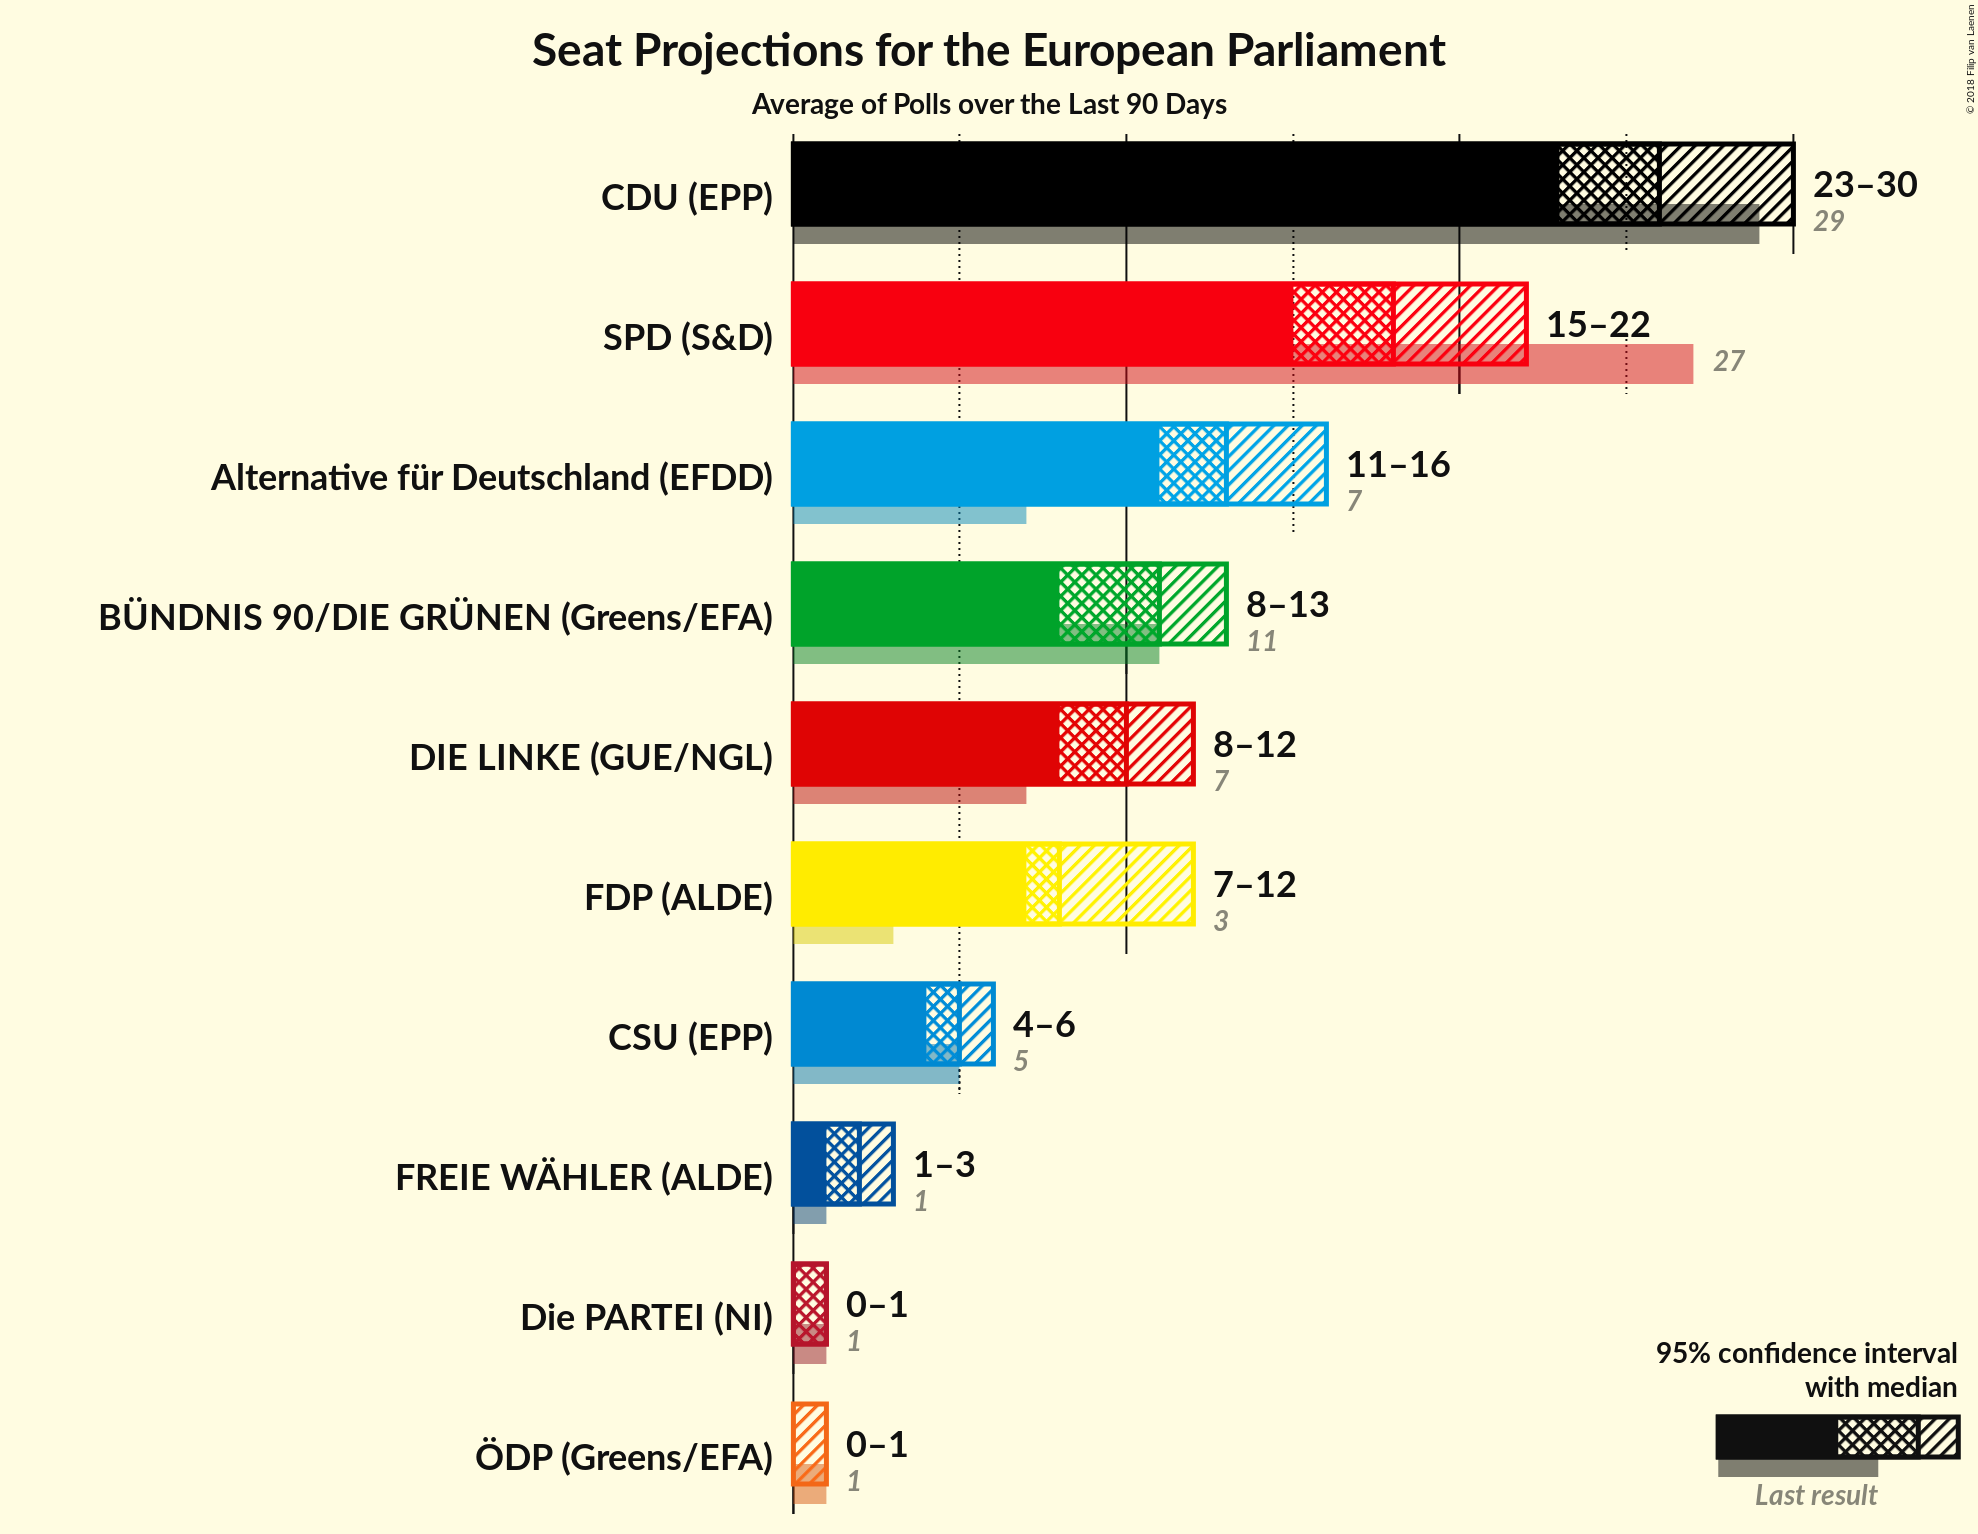 Seat Projections for the European Parliament
Average of Polls over the Last 90 Days
© 2018 Filip van Laenen
CDU (EPP)
23–30
29
SPD (S&D)
15–22
27
Alternative für Deutschland (EFDD)
11–16
7
BÜNDNIS 90/DIE GRÜNEN (Greens/EFA)
8–13
11
DIE LINKE (GUE/NGL)
8–12
7
FDP (ALDE)
7–12
3
CSU (EPP)
4–6
5
FREIE WÄHLER (ALDE)
1–3
1
Die PARTEI (NI)
0–1
1
ÖDP (Greens/EFA)
0–1
1
95% confidence interval
with median
Last result